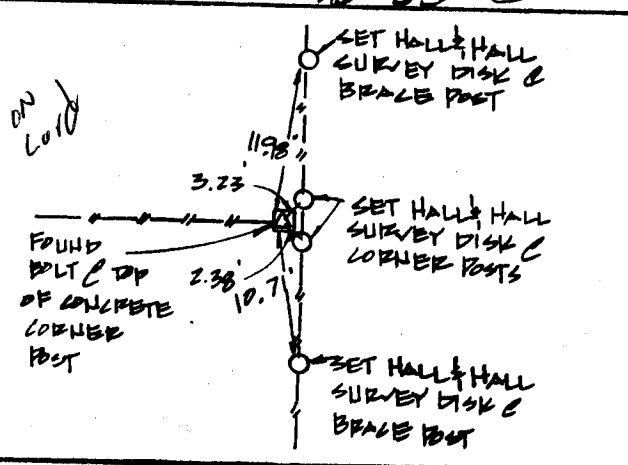 SET HALL & HALL
SURVEY DISK @
BRACE POST
ON
11.98'
3.23'
SET HALL & HALL
SURVEY DISK @
CORNER POSTS
FOUND
BOLT @ TOP
OF CONCRETE
CORNER
POST
2.38'
10.7'
SET HALL & HALL
SURVEY DISK @
BRACE POST